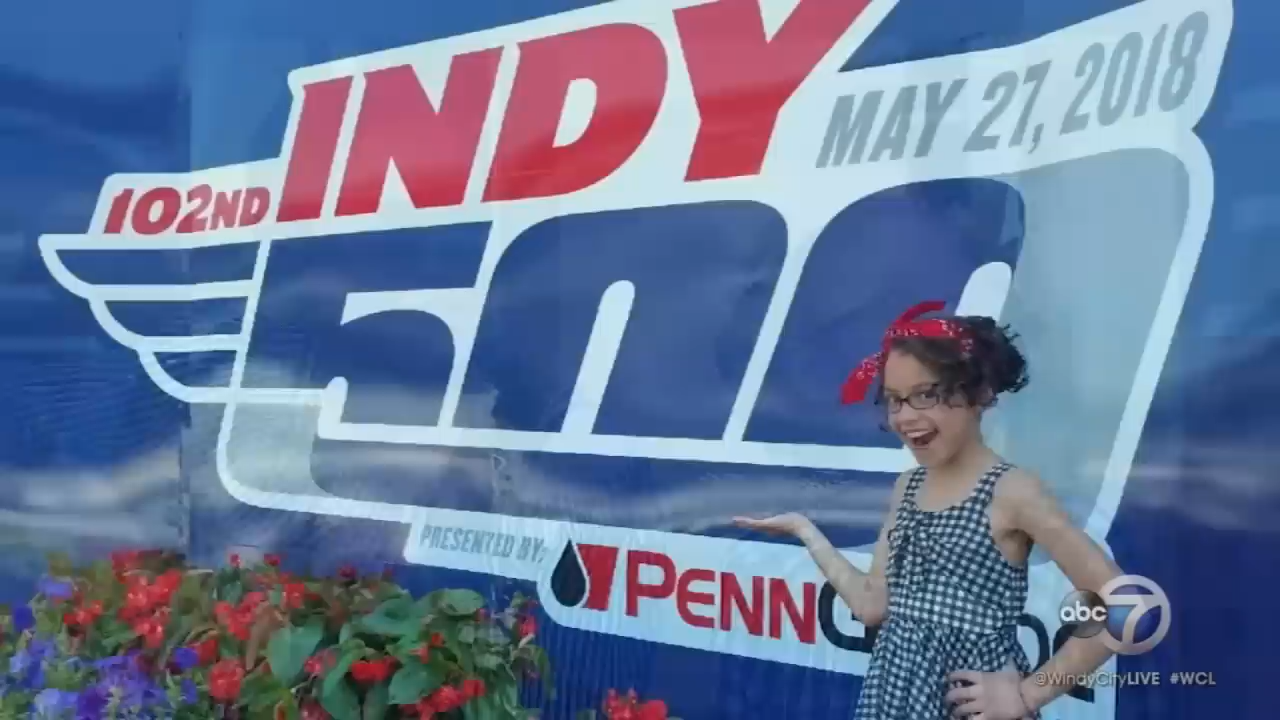 102ND INDY
MAY 27, 2018
500
PRESENTED BY:
PENN
abc 7
@WindyCityLIVE #WCL